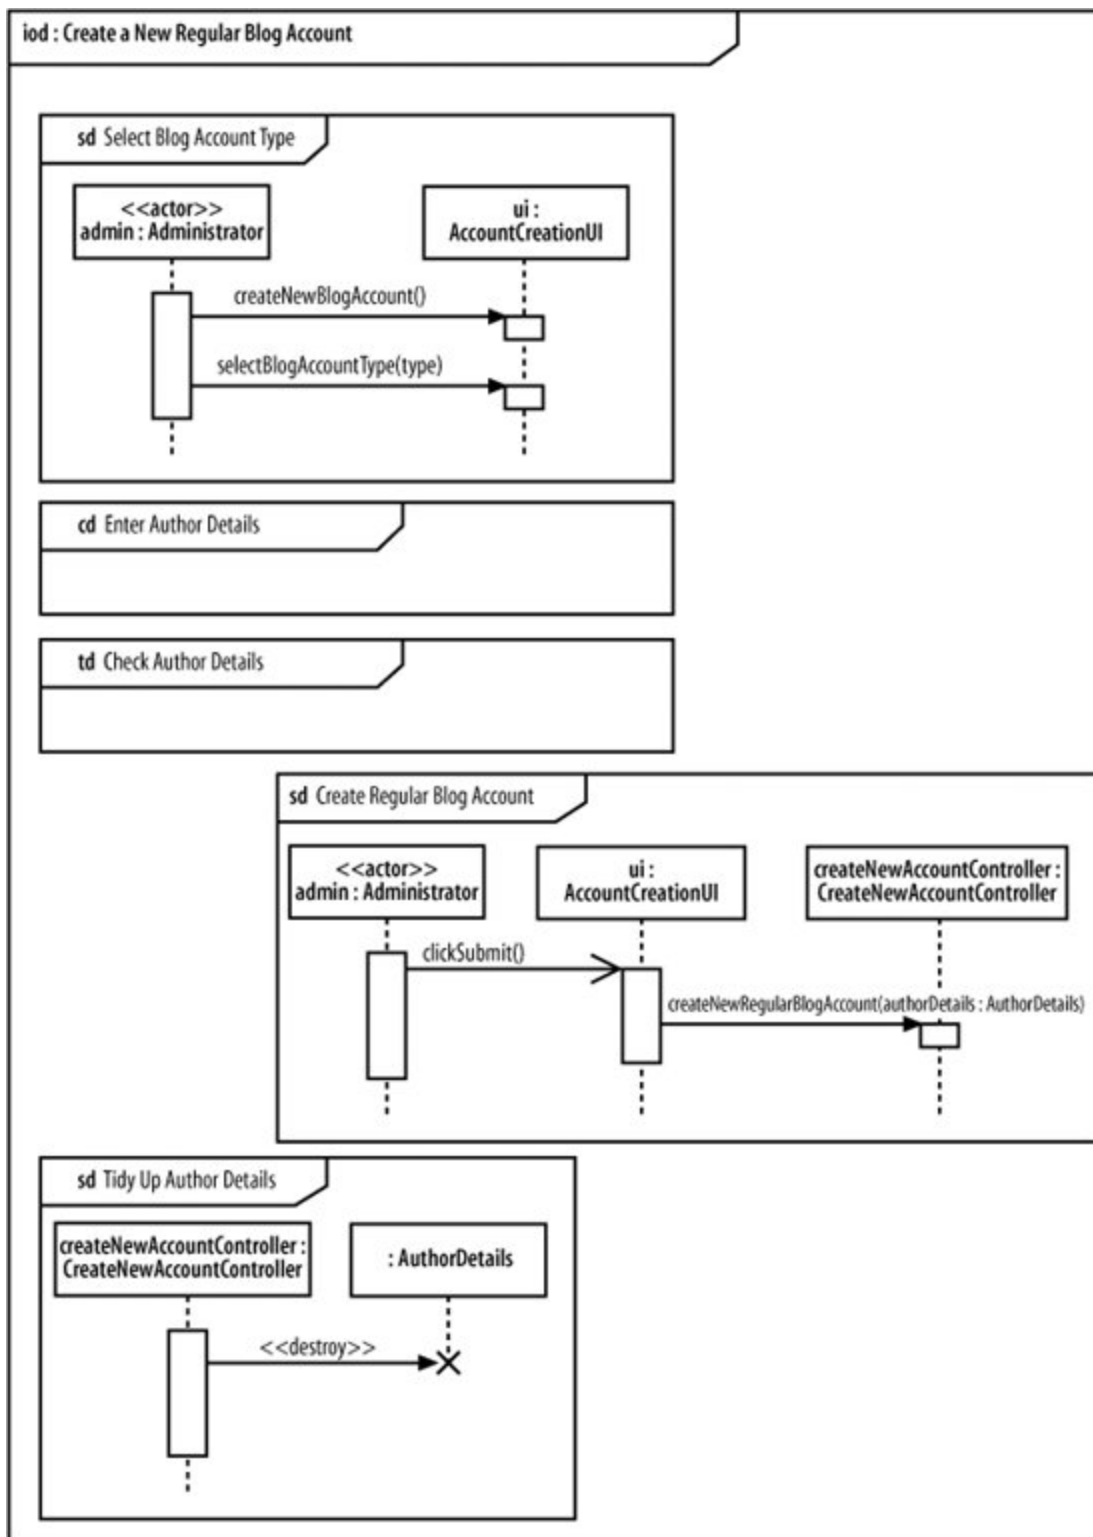 iod : Create a New Regular Blog Account
sd Select Blog Account Type
<<actor>>
admin : Administrator
ui :
AccountCreationUI
createNewBlogAccount()
selectBlogAccountType(type)
cd Enter Author Details
td Check Author Details
sd Create Regular Blog Account
<<actor>>
admin : Administrator
ui :
AccountCreationUI
createNewAccountController :
CreateNewAccountController
clickSubmit()
createNewRegularBlogAccount(authorDetails : AuthorDetails)
sd Tidy Up Author Details
createNewAccountController :
CreateNewAccountController
: AuthorDetails
<<destroy>>